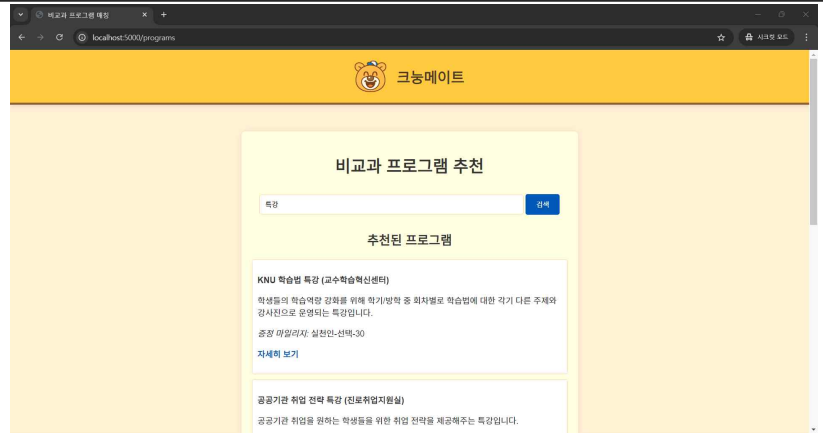 비교과 프로그램 매칭
localhost:5000/programs
시크릿 모드
크눙메이트
비교과 프로그램 추천
특강
검색
추천된 프로그램
KNU 학습법 특강 (교수학습혁신센터)
학생들의 학습역량 강화를 위해 학기/방학 중 회차별로 학습법에 대한 각기 다른 주제와
강사진으로 운영되는 특강입니다.
증정 마일리지: 실천인-선택-30
자세히 보기
공공기관 취업 전략 특강 (진로취업지원실)
공공기관 취업을 원하는 학생들을 위한 취업 전략을 제공해주는 특강입니다.